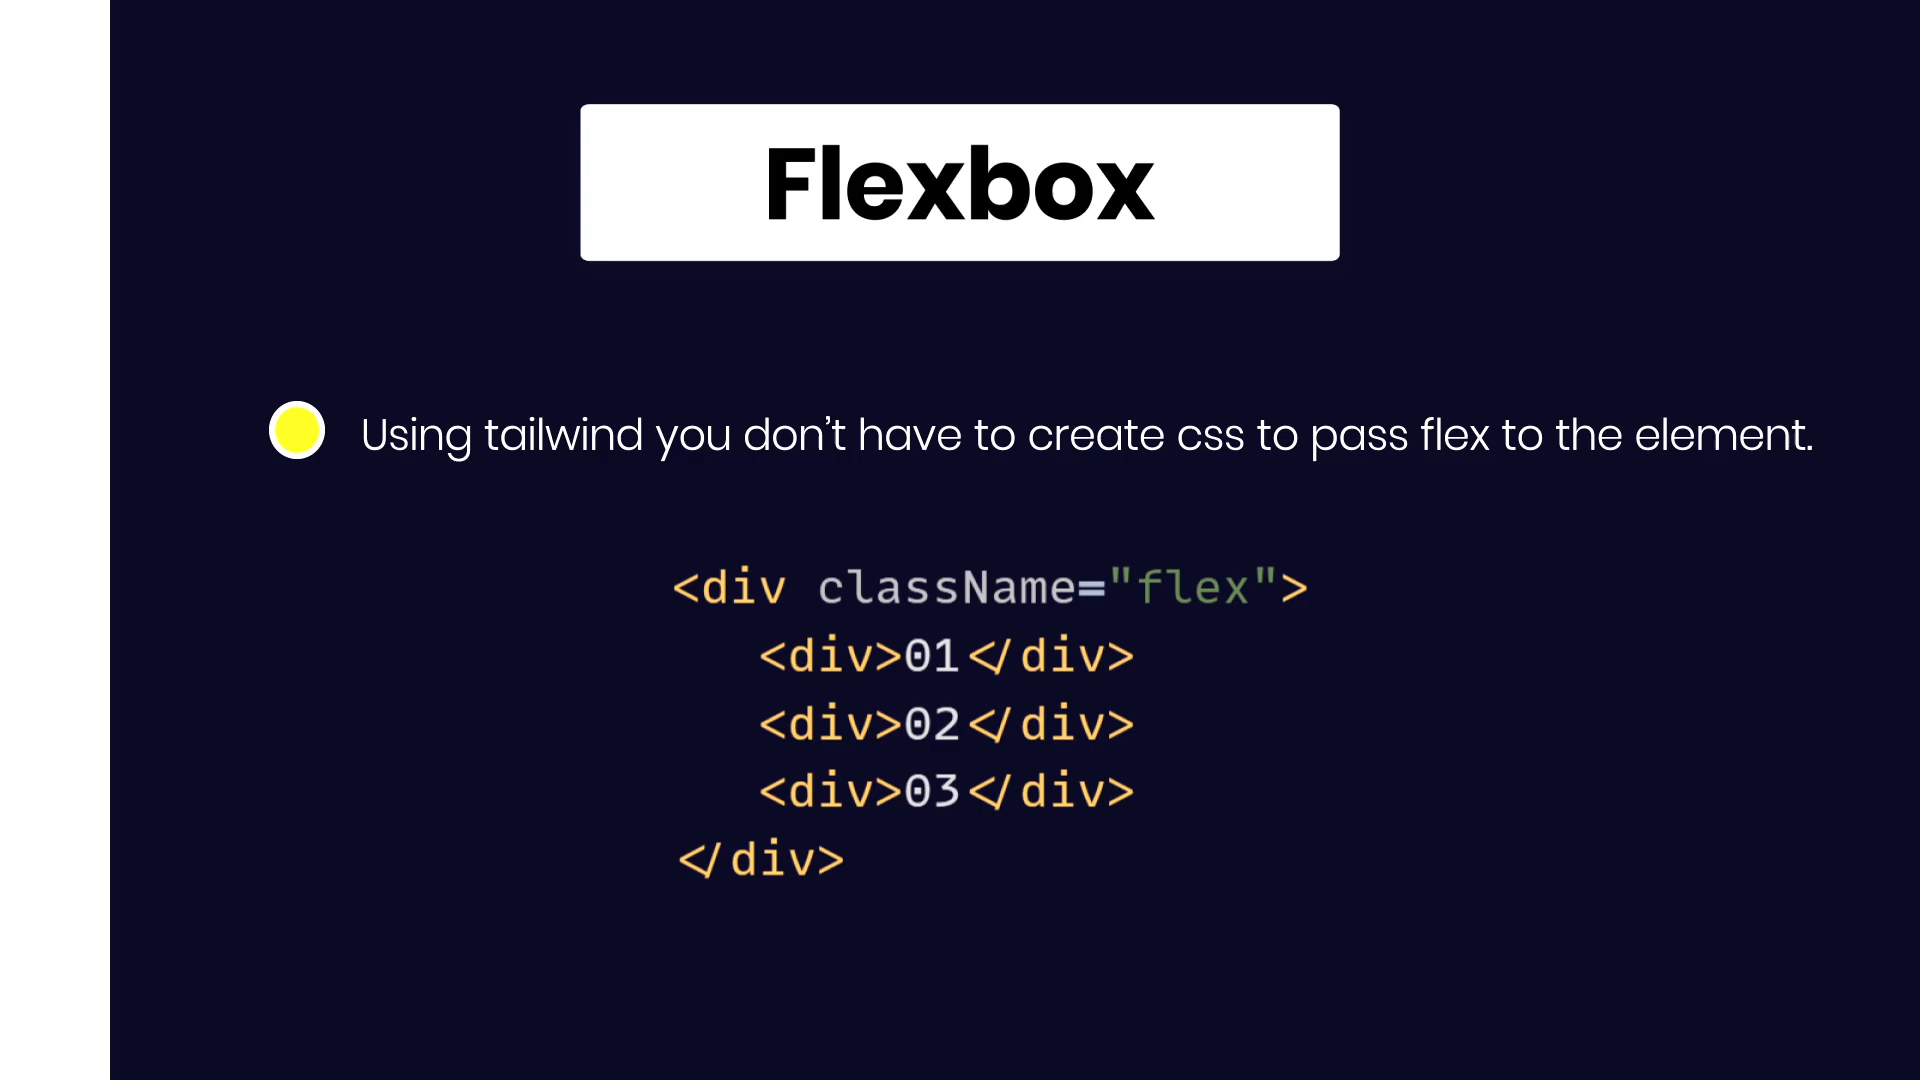 Flexbox
Using tailwind you don’t have to create css to pass flex to the element.
<div className="flex">
<div>01</div>
<div>02</div>
<div>03</div>
</div>